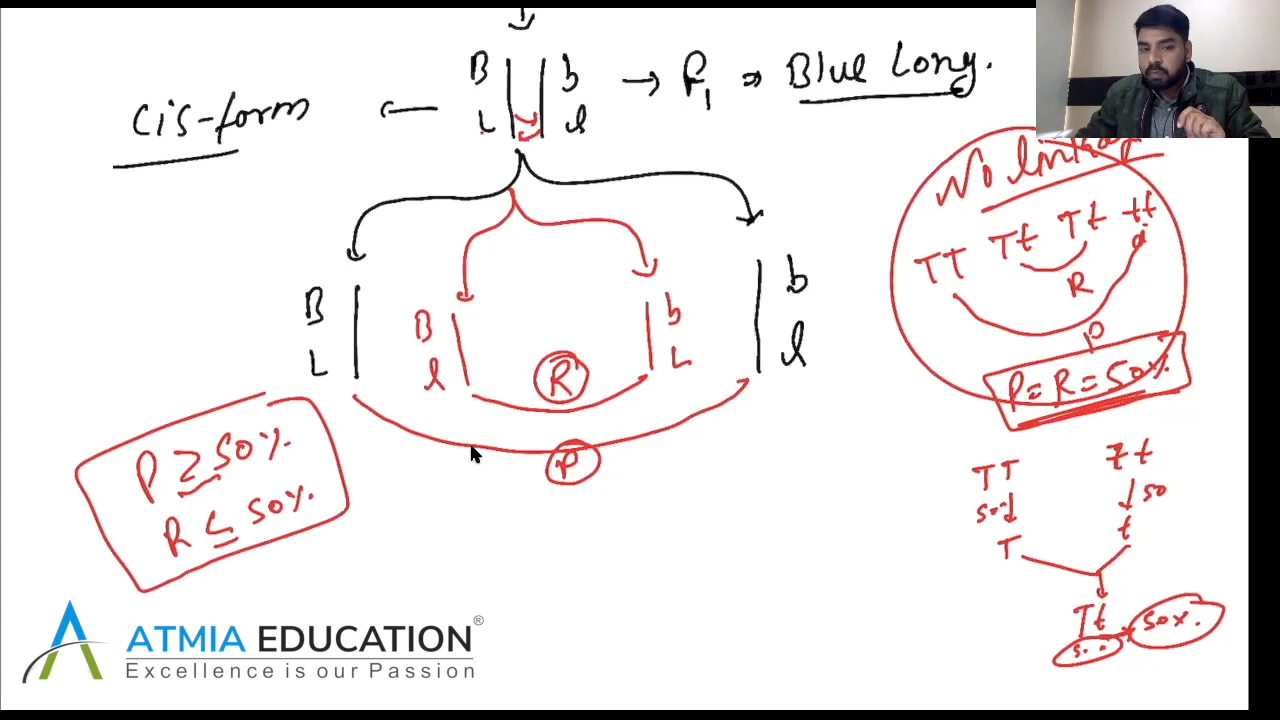 B b → F1 ⇒ Blue Long.
L l
cis-form ←
No linkage
TT Tt Tt tt
R
P
P=R=50%
B B b b
L l L l
R
P
P ≥ 50%
R ≤ 50%
TT
50
T
t
Tt
50%.
ATMIA EDUCATION®
Excellence is our Passion